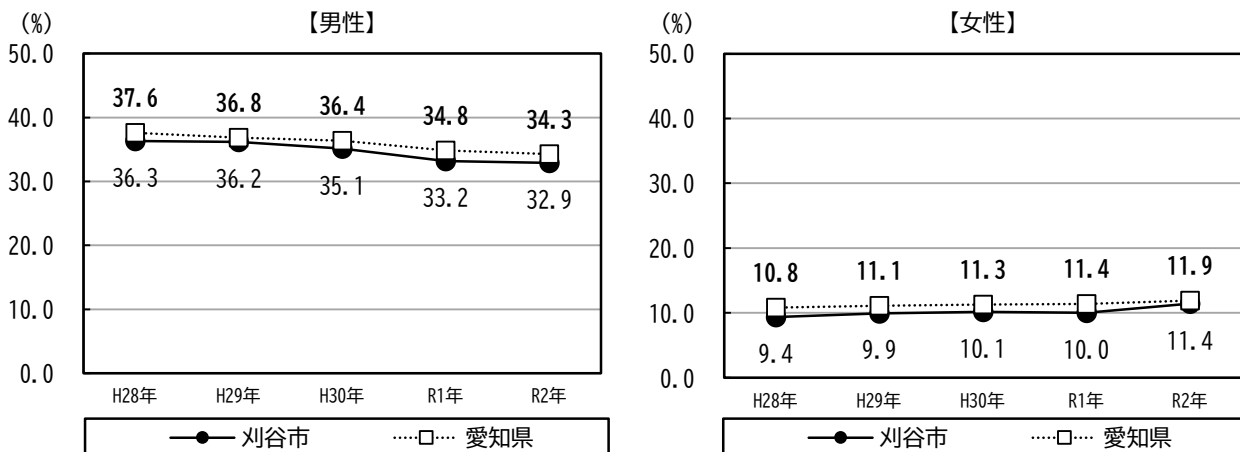 (%)
【男性】
50.0
40.0
30.0
20.0
10.0
0.0
37.6
36.8
36.4
34.8
34.3
36.3
36.2
35.1
33.2
32.9
H28年
H29年
H30年
R1年
R2年
刈谷市
愛知県
(%)
【女性】
50.0
40.0
30.0
20.0
10.0
0.0
10.8
11.1
11.3
11.4
11.9
9.4
9.9
10.1
10.0
11.4
H28年
H29年
H30年
R1年
R2年
刈谷市
愛知県